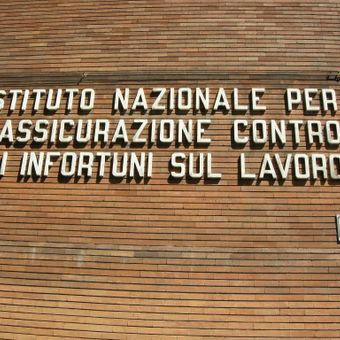 STITUTO NAZIONALE PER
ASSICURAZIONE CONTRO
I INFORTUNI SUL LAVORO